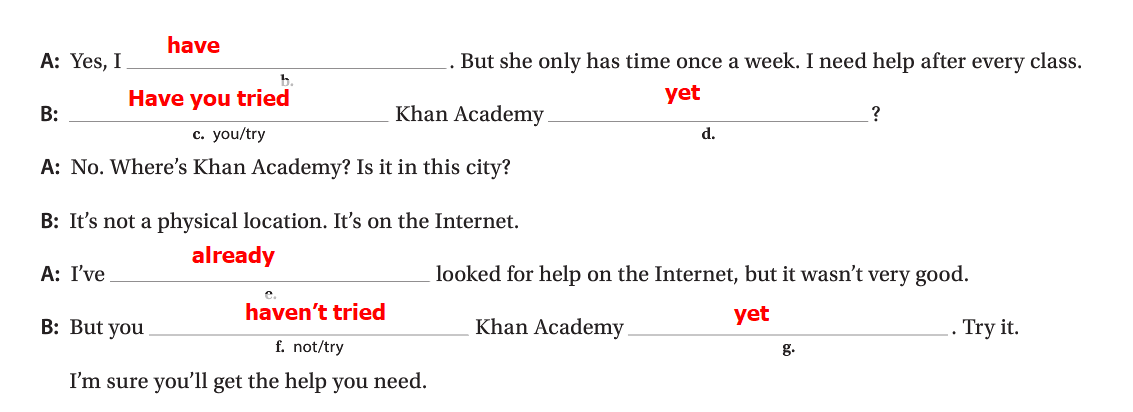 A: Yes, I have. But she only has time once a week. I need help after every class.
b.
B: Have you tried Khan Academy yet?
c. you/try d.
A: No. Where's Khan Academy? Is it in this city?
B: It's not a physical location. It's on the Internet.
A: I've already looked for help on the Internet, but it wasn't very good.
e.
B: But you haven't tried Khan Academy yet. Try it.
f. not/try g.
I'm sure you'll get the help you need.